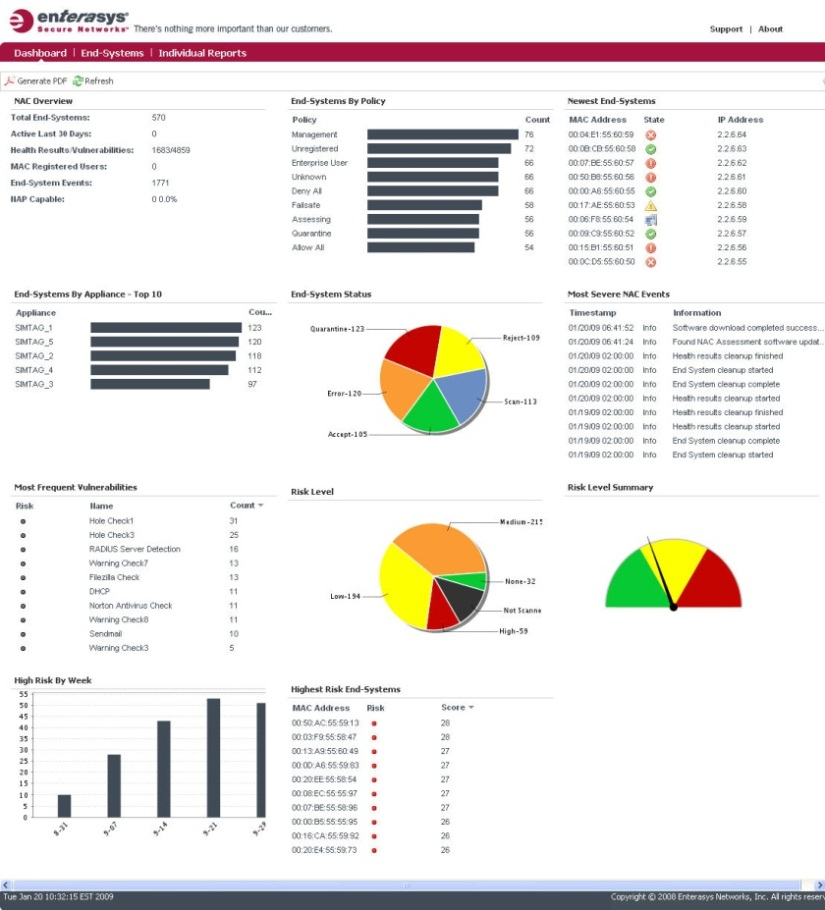 enterasys
Secure Networks™ There's nothing more important than our customers.
Support | About
Dashboard | End-Systems | Individual Reports
Generate PDF Refresh
NAC Overview
Total End-Systems: 570
Active Last 30 Days: 0
Health Results/Vulnerabilities: 1683/4859
MAC Registered Users: 0
End-System Events: 1771
NAP Capable: 0 0.0%
End-Systems By Policy
Policy Count
Management 76
Unregistered 72
Enterprise User 66
Unknown 66
Deny All 66
Failsafe 58
Assessing 56
Quarantine 56
Allow All 54
Newest End-Systems
MAC Address State IP Address
00:04:E1:55:60:59 2.2.6.64
00:0B:CB:55:60:58 2.2.6.63
00:07:BE:55:60:57 2.2.6.62
00:50:B8:55:60:56 2.2.6.61
00:00:A6:55:60:55 2.2.6.60
00:17:AE:55:60:53 2.2.6.58
00:06:F8:55:60:54 2.2.6.59
00:09:C9:55:60:52 2.2.6.57
00:15:B1:55:60:51 2.2.6.56
00:0C:D5:55:60:50 2.2.6.55
End-Systems By Appliance - Top 10
Appliance Cou...
SIMTAG_1 123
SIMTAG_5 120
SIMTAG_2 118
SIMTAG_4 112
SIMTAG_3 97
End-System Status
Quarantine-123
Reject-109
Error-120
Scan-113
Accept-105
Most Severe NAC Events
Timestamp Information
01/20/09 06:41:52 Info Software download completed success...
01/20/09 06:41:24 Info Found NAC Assessment software updat...
01/20/09 02:00:00 Info Health results cleanup finished
01/20/09 02:00:00 Info End System cleanup started
01/20/09 02:00:00 Info End System cleanup complete
01/20/09 02:00:00 Info Health results cleanup started
01/19/09 02:00:00 Info Health results cleanup finished
01/19/09 02:00:00 Info Health results cleanup started
01/19/09 02:00:00 Info End System cleanup complete
01/19/09 02:00:00 Info End System cleanup started
Most Frequent Vulnerabilities
Risk Name Count
Hole Check1 31
Hole Check3 25
RADIUS Server Detection 16
Warning Check7 13
Filezilla Check 13
DHCP 11
Norton Antivirus Check 11
Warning Check8 11
Sendmail 10
Warning Check3 5
Risk Level
Medium-215
None-32
Low-194
Not Scanne
High-59
Risk Level Summary
High Risk By Week
55
50
45
40
35
30
25
20
15
10
5
0
8-31 9-07 9-14 9-21 9-29
Highest Risk End-Systems
MAC Address Risk Score
00:50:AC:55:59:13 28
00:03:F9:55:58:47 28
00:13:A9:55:60:49 27
00:0D:A6:55:59:83 27
00:20:EE:55:58:54 27
00:08:EC:55:55:97 27
00:07:BE:55:58:96 27
00:00:B5:55:55:95 26
00:16:CA:55:59:92 26
00:20:E4:55:59:73 26
Tue Jan 20 10:32:15 EST 2009
Copyright © 2008 Enterasys Networks, Inc. All rights reserv